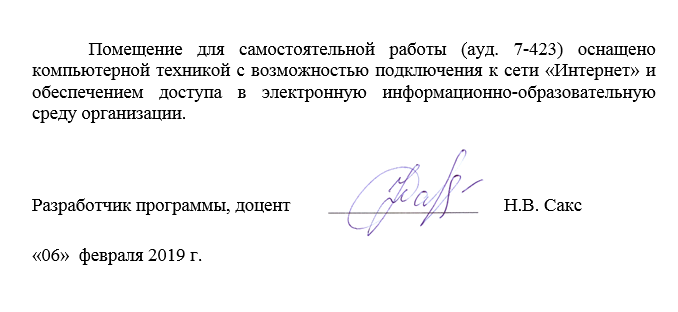 Помещение для самостоятельной работы (ауд. 7-423) оснащено
компьютерной техникой с возможностью подключения к сети «Интернет» и
обеспечением доступа в электронную информационно-образовательную
среду организации.
Разработчик программы, доцент Н.В. Сакс
«06» февраля 2019 г.